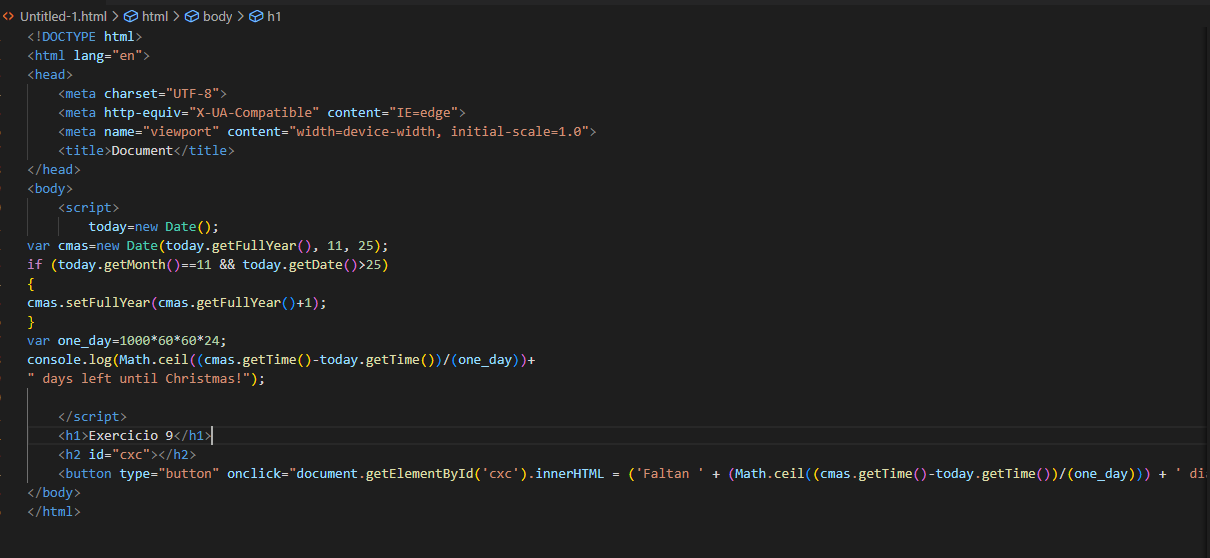 Untitled-1.html > html > body > h1
<!DOCTYPE html>
<html lang="en">
<head>
    <meta charset="UTF-8">
    <meta http-equiv="X-UA-Compatible" content="IE=edge">
    <meta name="viewport" content="width=device-width, initial-scale=1.0">
    <title>Document</title>
</head>
<body>
    <script>
        today=new Date();
var cmas=new Date(today.getFullYear(), 11, 25);
if (today.getMonth()==11 && today.getDate()>25)
{
cmas.setFullYear(cmas.getFullYear()+1);
}
var one_day=1000*60*60*24;
console.log(Math.ceil((cmas.getTime()-today.getTime())/(one_day))+
" days left until Christmas!");
    </script>
    <h1>Exercicio 9</h1>
    <h2 id="cxc"></h2>
    <button type="button" onclick="document.getElementById('cxc').innerHTML = ('Faltan ' + (Math.ceil((cmas.getTime()-today.getTime())/(one_day))) + ' di
</body>
</html>